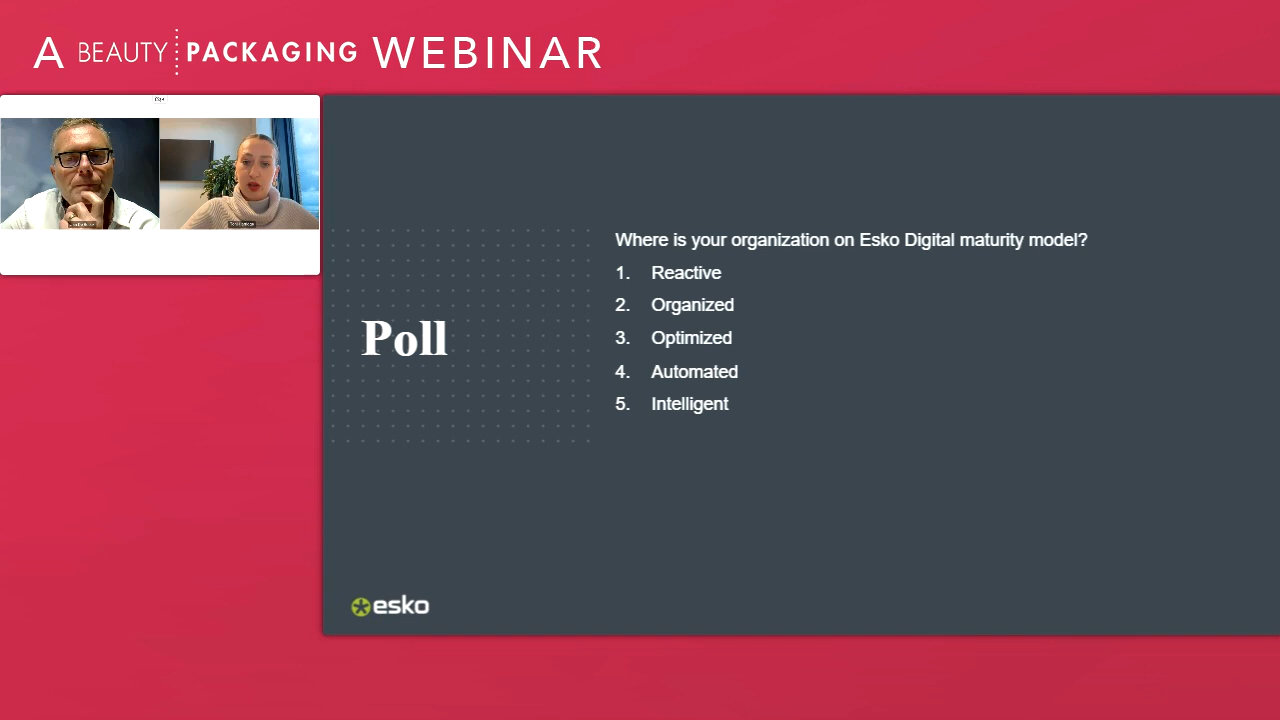 A BEAUTY PACKAGING WEBINAR
Poll
Where is your organization on Esko Digital maturity model?
1. Reactive
2. Organized
3. Optimized
4. Automated
5. Intelligent
esko